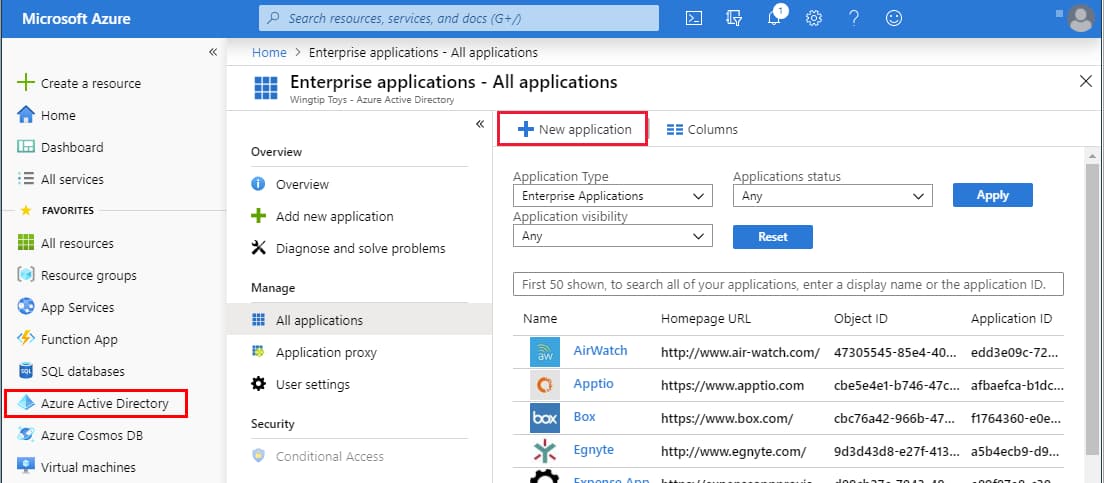 Microsoft Azure
Search resources, services, and docs (G+/)
1
«
Create a resource
Home
Dashboard
All services
FAVORITES
All resources
Resource groups
App Services
Function App
SQL databases
Azure Active Directory
Azure Cosmos DB
Virtual machines
Home > Enterprise applications - All applications
Enterprise applications - All applications
Wingtip Toys - Azure Active Directory
«
Overview
Overview
Add new application
Diagnose and solve problems
Manage
All applications
Application proxy
User settings
Security
Conditional Access
New application Columns
Application Type Applications status
Enterprise Applications Any Apply
Application visibility
Any Reset
First 50 shown, to search all of your applications, enter a display name or the application ID.
Name Homepage URL Object ID Application ID
aw AirWatch http://www.air-watch.com/ 47305545-85e4-40... edd3e09c-72...
Apptio https://www.apptio.com cbe5e4e1-b746-47c... afbaefca-b1dc...
box Box https://www.box.com/ cbc76a42-966b-47... f1764360-e0e...
Egnyte http://www.egnyte.com/ 9d3d43d8-e27f-413... a5b4ecb9-d9...